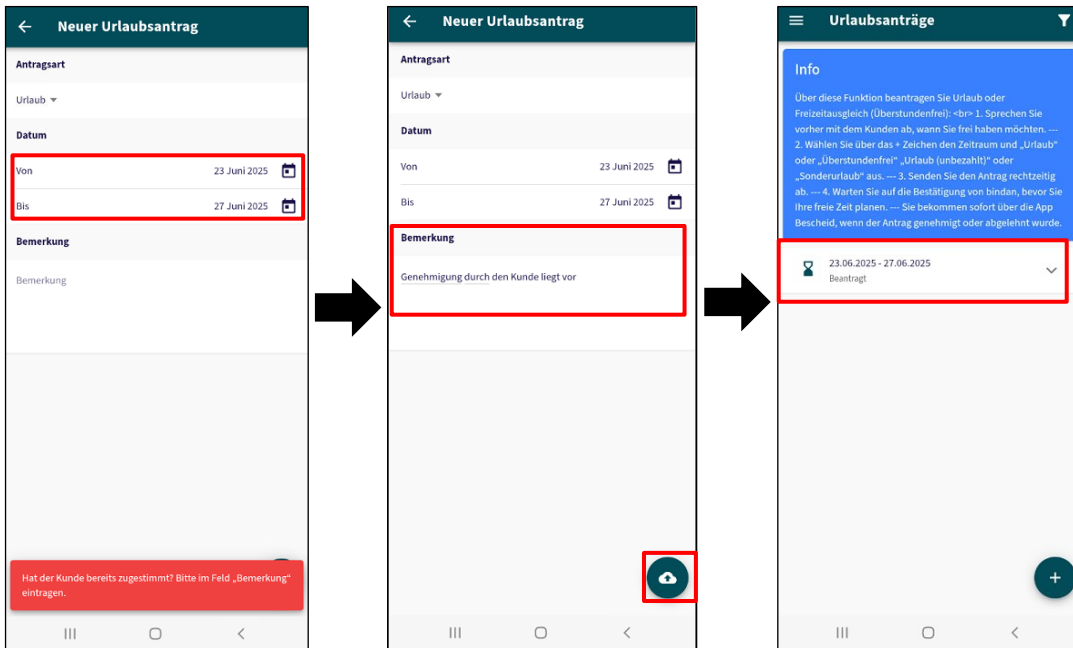 Neuer Urlaubsantrag
Antragsart
Urlaub
Datum
Von 23 Juni 2025
Bis 27 Juni 2025
Bemerkung
Bemerkung
Hat der Kunde bereits zugestimmt? Bitte im Feld „Bemerkung“
eintragen.
Neuer Urlaubsantrag
Antragsart
Urlaub
Datum
Von 23 Juni 2025
Bis 27 Juni 2025
Bemerkung
Genehmigung durch den Kunde liegt vor
Urlaubsanträge
Info
Über diese Funktion beantragen Sie Urlaub oder
Freizeitausgleich (Überstundenfrei): <br> 1. Sprechen Sie
vorher mit dem Kunden ab, wann Sie frei haben möchten. ---
2. Wählen Sie über das + Zeichen den Zeitraum und „Urlaub“
oder „Überstundenfrei“ „Urlaub (unbezahlt)“ oder
„Sonderurlaub“ aus. --- 3. Senden Sie den Antrag rechtzeitig
ab. --- 4. Warten Sie auf die Bestätigung von bindan, bevor Sie
Ihre freie Zeit planen. --- Sie bekommen sofort über die App
Bescheid, wenn der Antrag genehmigt oder abgelehnt wurde.
23.06.2025 - 27.06.2025
Beantragt